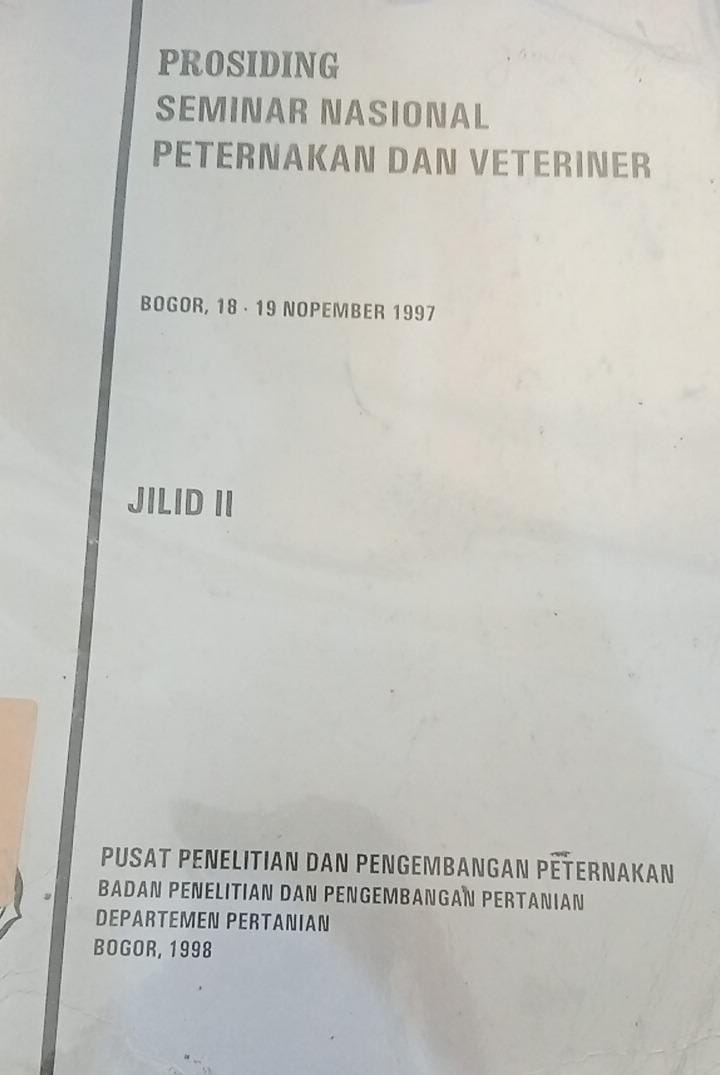 PROSIDING
SEMINAR NASIONAL
PETERNAKAN DAN VETERINER
BOGOR, 18 - 19 NOPEMBER 1997
JILID II
PUSAT PENELITIAN DAN PENGEMBANGAN PETERNAKAN
BADAN PENELITIAN DAN PENGEMBANGAN PERTANIAN
DEPARTEMEN PERTANIAN
BOGOR, 1998